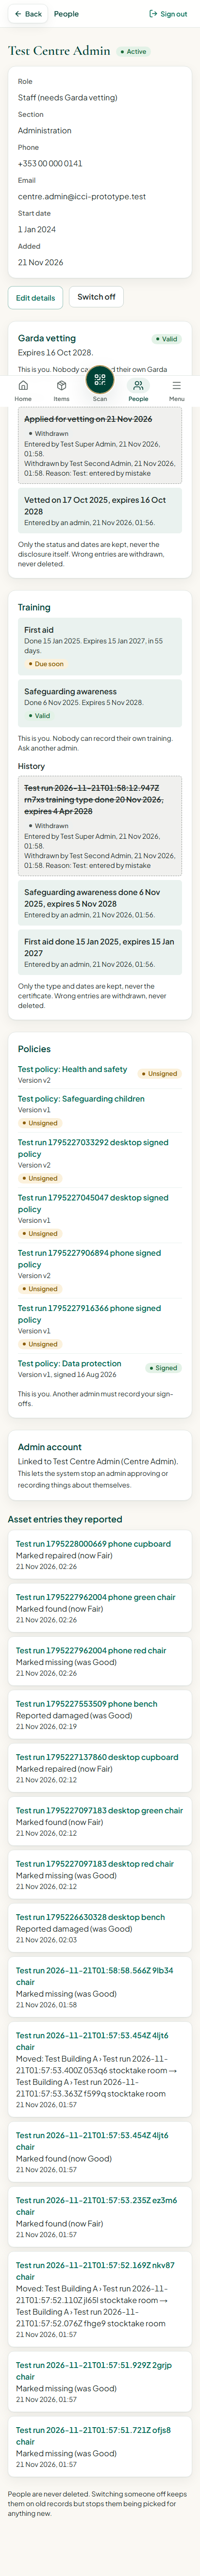 Back
People
Sign out
Test Centre Admin
Active
Role
Staff (needs Garda vetting)
Section
Administration
Phone
+353 00 000 0141
Email
centre.admin@icci-prototype.test
Start date
1 Jan 2024
Added
21 Nov 2026
Edit details
Switch off
Garda vetting
Valid
Expires 16 Oct 2028.
This is you. Nobody ca
d their own Garda
Home
Items
Scan
People
Menu
Applied for vetting on 21 Nov 2026
Withdrawn
Entered by Test Super Admin, 21 Nov 2026,
01:58.
Withdrawn by Test Second Admin, 21 Nov 2026,
01:58. Reason: Test: entered by mistake
Vetted on 17 Oct 2025, expires 16 Oct
2028
Entered by an admin, 21 Nov 2026, 01:56.
Only the status and dates are kept, never the
disclosure itself. Wrong entries are withdrawn,
never deleted.
Training
First aid
Done 15 Jan 2025. Expires 15 Jan 2027, in 55
days.
Due soon
Safeguarding awareness
Done 6 Nov 2025. Expires 5 Nov 2028.
Valid
This is you. Nobody can record their own training.
Ask another admin.
History
Test run 2026-11-21T01:58:12.947Z
rn7xs training type done 20 Nov 2026,
expires 4 Apr 2028
Withdrawn
Entered by Test Super Admin, 21 Nov 2026,
01:58.
Withdrawn by Test Second Admin, 21 Nov 2026,
01:58. Reason: Test: entered by mistake
Safeguarding awareness done 6 Nov
2025, expires 5 Nov 2028
Entered by an admin, 21 Nov 2026, 01:56.
First aid done 15 Jan 2025, expires 15 Jan
2027
Entered by an admin, 21 Nov 2026, 01:56.
Only the type and dates are kept, never the
certificate. Wrong entries are withdrawn, never
deleted.
Policies
Test policy: Health and safety
Version v2
Unsigned
Test policy: Safeguarding children
Version v1
Unsigned
Test run 1795227033292 desktop signed
policy
Version v2
Unsigned
Test run 1795227045047 desktop signed
policy
Version v1
Unsigned
Test run 1795227906894 phone signed
policy
Version v2
Unsigned
Test run 1795227916366 phone signed
policy
Version v1
Unsigned
Test policy: Data protection
Version v1, signed 16 Aug 2026
Signed
This is you. Another admin must record your sign-
offs.
Admin account
Linked to Test Centre Admin (Centre Admin).
This lets the system stop an admin approving or
recording things about themselves.
Asset entries they reported
Test run 1795228000669 phone cupboard
Marked repaired (now Fair)
21 Nov 2026, 02:26
Test run 1795227962004 phone green chair
Marked found (now Fair)
21 Nov 2026, 02:26
Test run 1795227962004 phone red chair
Marked missing (was Good)
21 Nov 2026, 02:26
Test run 1795227553509 phone bench
Reported damaged (was Good)
21 Nov 2026, 02:19
Test run 1795227137860 desktop cupboard
Marked repaired (now Fair)
21 Nov 2026, 02:12
Test run 1795227097183 desktop green chair
Marked found (now Fair)
21 Nov 2026, 02:12
Test run 1795227097183 desktop red chair
Marked missing (was Good)
21 Nov 2026, 02:12
Test run 1795226630328 desktop bench
Reported damaged (was Good)
21 Nov 2026, 02:03
Test run 2026-11-21T01:58:58.566Z 9lb34
chair
Marked missing (was Good)
21 Nov 2026, 01:58
Test run 2026-11-21T01:57:53.454Z 4ljt6
chair
Moved: Test Building A › Test run 2026-11-
21T01:57:53.400Z 053q6 stocktake room →
Test Building A › Test run 2026-11-
21T01:57:53.363Z f599q stocktake room
21 Nov 2026, 01:57
Test run 2026-11-21T01:57:53.454Z 4ljt6
chair
Marked found (now Good)
21 Nov 2026, 01:57
Test run 2026-11-21T01:57:53.235Z ez3m6
chair
Marked found (now Fair)
21 Nov 2026, 01:57
Test run 2026-11-21T01:57:52.169Z nkv87
chair
Moved: Test Building A › Test run 2026-11-
21T01:57:52.110Z jl65l stocktake room →
Test Building A › Test run 2026-11-
21T01:57:52.076Z fhge9 stocktake room
21 Nov 2026, 01:57
Test run 2026-11-21T01:57:51.929Z 2grjp
chair
Marked missing (was Good)
21 Nov 2026, 01:57
Test run 2026-11-21T01:57:51.721Z ofjs8
chair
Marked missing (was Good)
21 Nov 2026, 01:57
People are never deleted. Switching someone off keeps
them on old records but stops them being picked for
anything new.